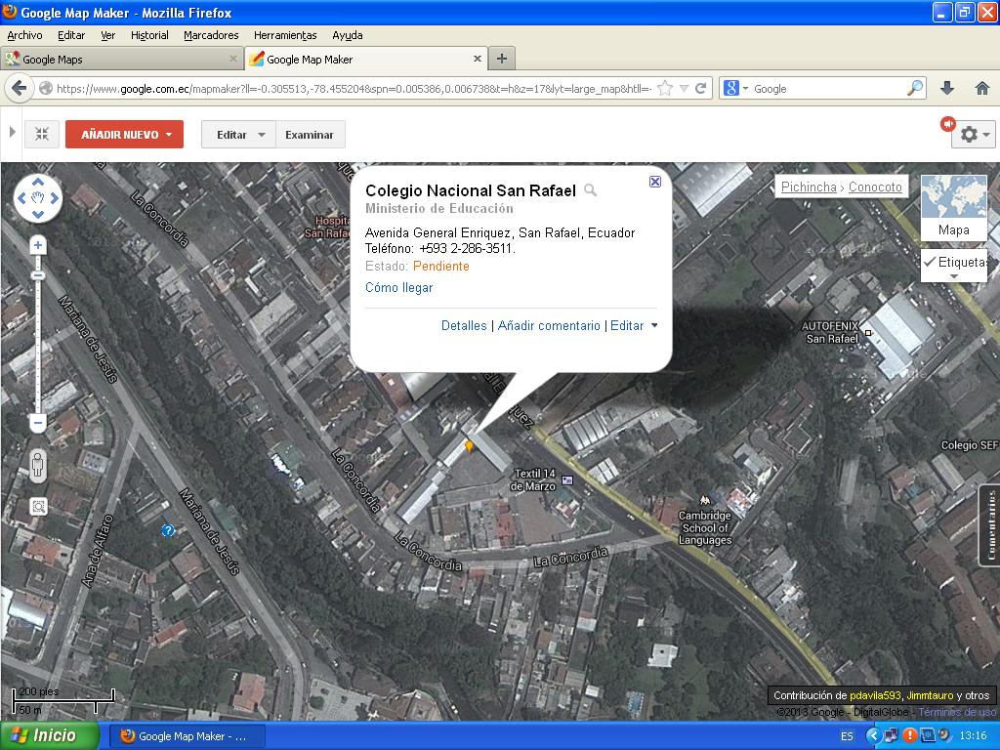 Google Map Maker - Mozilla Firefox
Archivo Editar Ver Historial Marcadores Herramientas Ayuda
Google Maps
Google Map Maker
https://www.google.com.ec/mapmaker?ll=-0.305513,-78.455204&spn=0.005386,0.006738&t=h&z=17&lyt=large_map&htll=-
Google
AÑADIR NUEVO
Editar
Examinar
Colegio Nacional San Rafael
Ministerio de Educación
Avenida General Enriquez, San Rafael, Ecuador
Teléfono: +593 2-286-3511.
Estado: Pendiente
Cómo llegar
Detalles | Añadir comentario | Editar
Pichincha › Conocoto
Mapa
Etiquetas
La Concordia
Hospital
San Rafael
Mariana de Jesús
AUTOFENIX
San Rafael
Enriquez
Colegio SEF
La Concordia
Textil 14
de Marzo
Cambridge
School of
Languages
Comentarios
Mariana de Jesús
Ana de Alfaro
La Concordia
La Concordia
200 pies
50 m
Contribución de pdavila593, Jimmtauro y otros
©2013 Google - DigitalGlobe - Términos de uso
Inicio
Google Map Maker - ...
ES
13:16